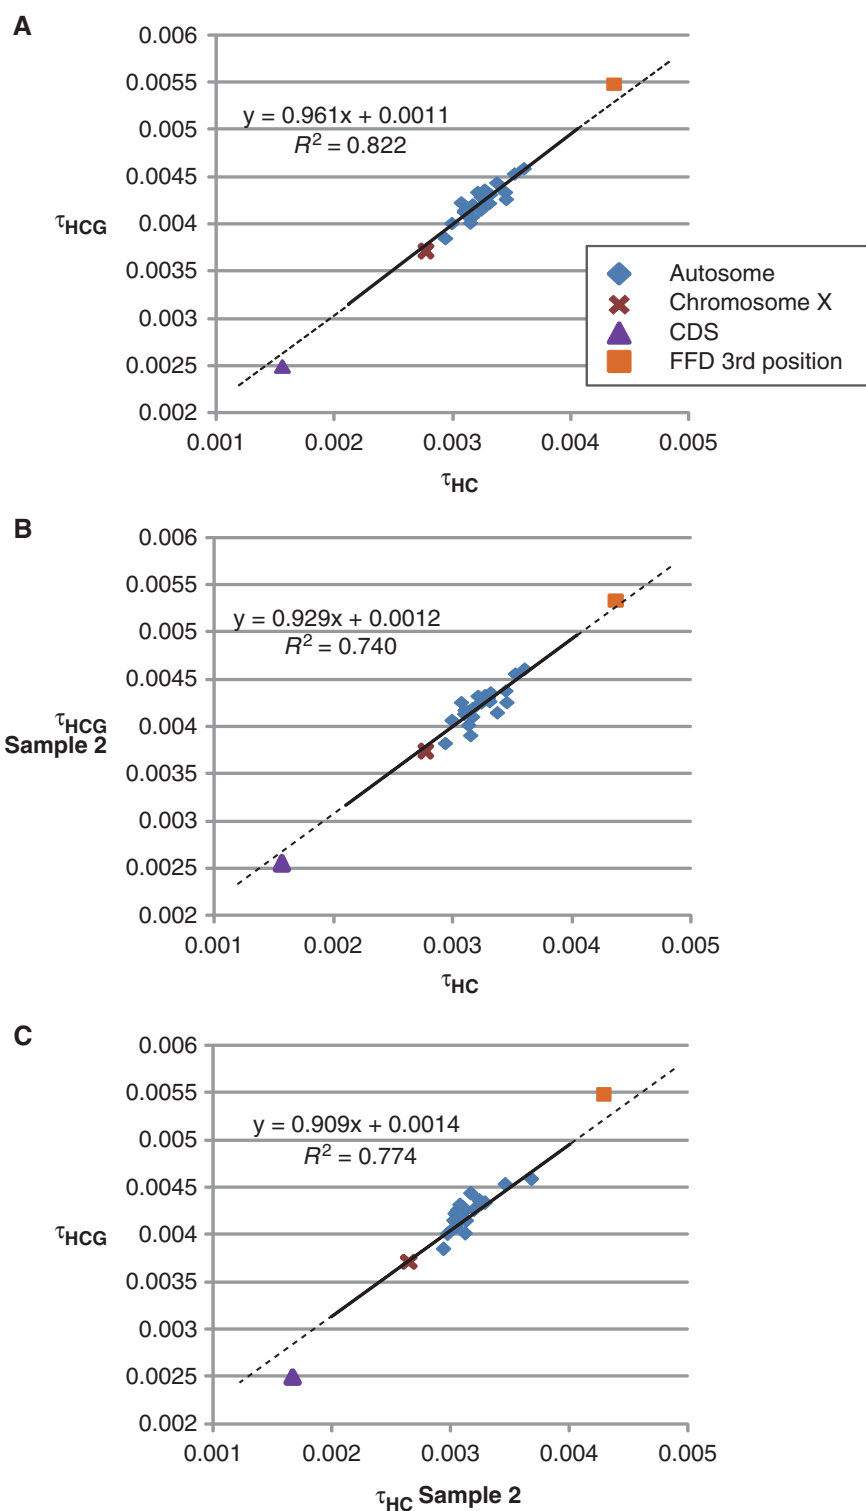 A
0.006
0.0055
0.005
0.0045
0.004
0.0035
0.003
0.0025
0.002
y = 0.961x + 0.0011
R² = 0.822
τHCG
Autosome
Chromosome X
CDS
FFD 3rd position
0.001 0.002 0.003 0.004 0.005
τHC
B
0.006
0.0055
0.005
0.0045
0.004
0.0035
0.003
0.0025
0.002
y = 0.929x + 0.0012
R² = 0.740
τHCG
Sample 2
0.001 0.002 0.003 0.004 0.005
τHC
C
0.006
0.0055
0.005
0.0045
0.004
0.0035
0.003
0.0025
0.002
y = 0.909x + 0.0014
R² = 0.774
τHCG
0.001 0.002 0.003 0.004 0.005
τHC Sample 2